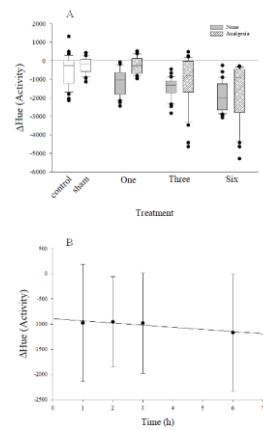 A
None
Analgesia
ΔHue (Activity)
2000
1000
0
-1000
-2000
-3000
-4000
-5000
-6000
control
sham
One
Three
Six
Treatment
B
ΔHue (Activity)
500
0
-500
-1000
-1500
-2000
-2500
0 1 2 3 4 5 6 7
Time (h)